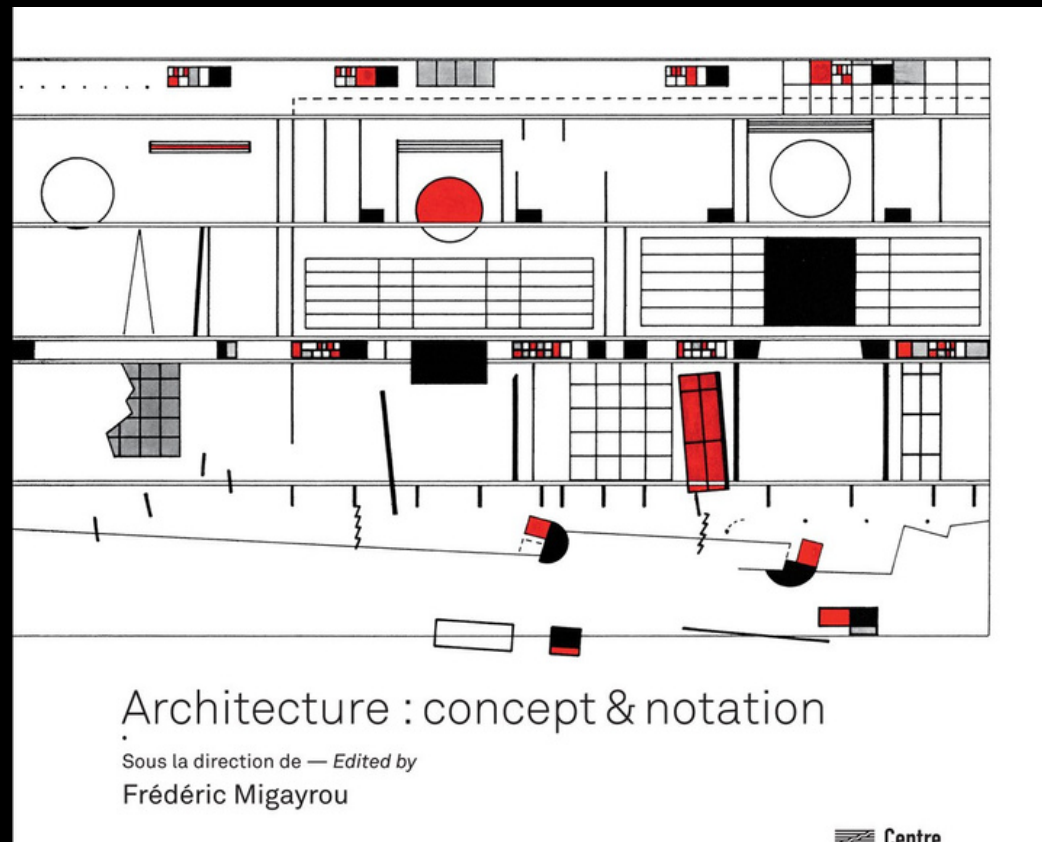 Architecture : concept & notation
Sous la direction de — Edited by
Frédéric Migayrou
Centre